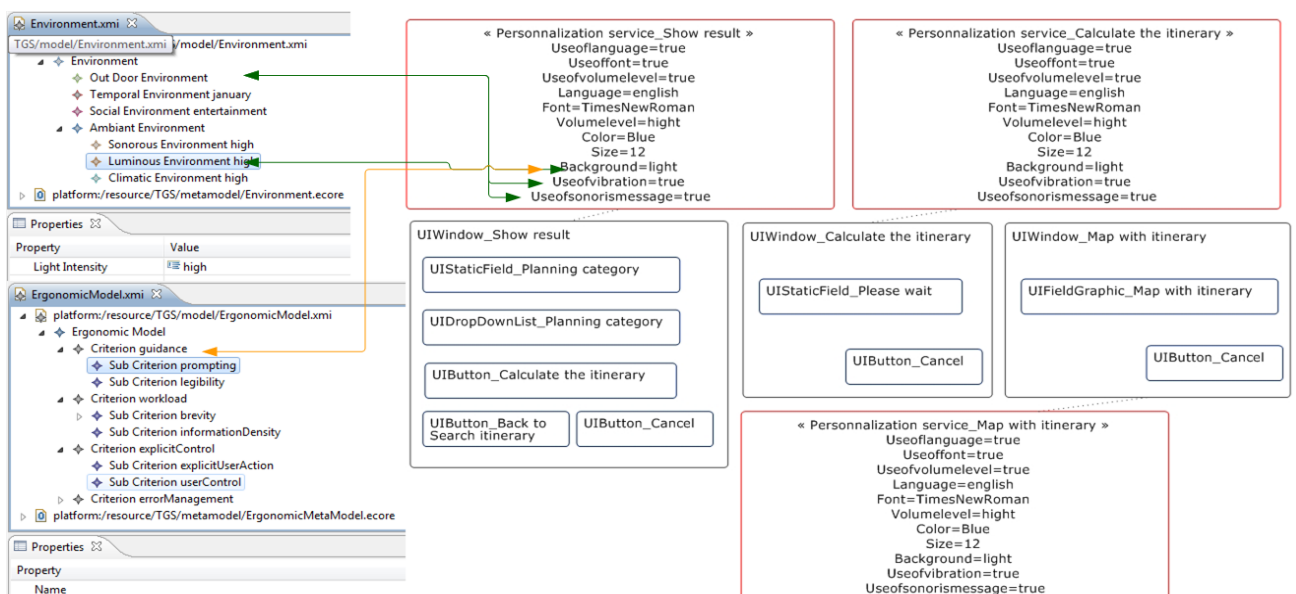 Environment.xmi
TGS/model/Environment.xmi
/model/Environment.xmi
Environment
Out Door Environment
Temporal Environment january
Social Environment entertainment
Ambiant Environment
Sonorous Environment high
Luminous Environment high
Climatic Environment high
platform:/resource/TGS/metamodel/Environment.ecore
Properties
Property Value
Light Intensity high
ErgonomicModel.xmi
platform:/resource/TGS/model/ErgonomicModel.xmi
Ergonomic Model
Criterion guidance
Sub Criterion prompting
Sub Criterion legibility
Criterion workload
Sub Criterion brevity
Sub Criterion informationDensity
Criterion explicitControl
Sub Criterion explicitUserAction
Sub Criterion userControl
Criterion errorManagement
platform:/resource/TGS/metamodel/ErgonomicMetaModel.ecore
Properties
Property
Name
« Personnalization service_Show result »
Useoflanguage=true
Useoffont=true
Useofvolumelevel=true
Language=english
Font=TimesNewRoman
Volumelevel=hight
Color=Blue
Size=12
Background=light
Useofvibration=true
Useofsonorismessage=true
« Personnalization service_Calculate the itinerary »
Useoflanguage=true
Useoffont=true
Useofvolumelevel=true
Language=english
Font=TimesNewRoman
Volumelevel=hight
Color=Blue
Size=12
Background=light
Useofvibration=true
Useofsonorismessage=true
UIWindow_Show result
UIStaticField_Planning category
UIDropDownList_Planning category
UIButton_Calculate the itinerary
UIButton_Back to
Search itinerary
UIButton_Cancel
UIWindow_Calculate the itinerary
UIStaticField_Please wait
UIButton_Cancel
UIWindow_Map with itinerary
UIFieldGraphic_Map with itinerary
UIButton_Cancel
« Personnalization service_Map with itinerary »
Useoflanguage=true
Useoffont=true
Useofvolumelevel=true
Language=english
Font=TimesNewRoman
Volumelevel=hight
Color=Blue
Size=12
Background=light
Useofvibration=true
Useofsonorismessage=true